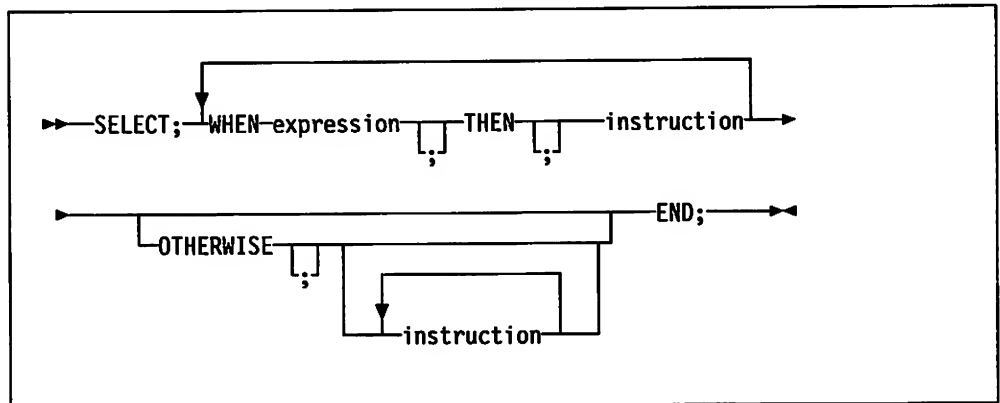 SELECT; WHEN expression ; THEN ; instruction
OTHERWISE ; END;
instruction